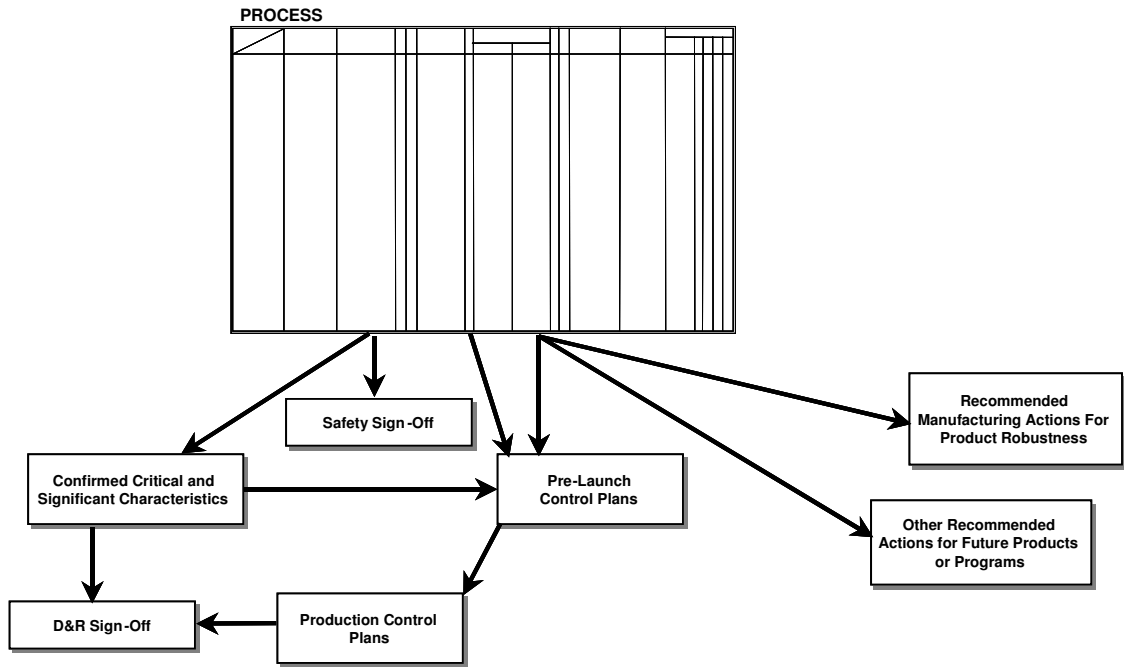 PROCESS
Safety Sign-Off
Recommended
Manufacturing Actions For
Product Robustness
Confirmed Critical and
Significant Characteristics
Pre-Launch
Control Plans
Other Recommended
Actions for Future Products
or Programs
D&R Sign-Off
Production Control
Plans